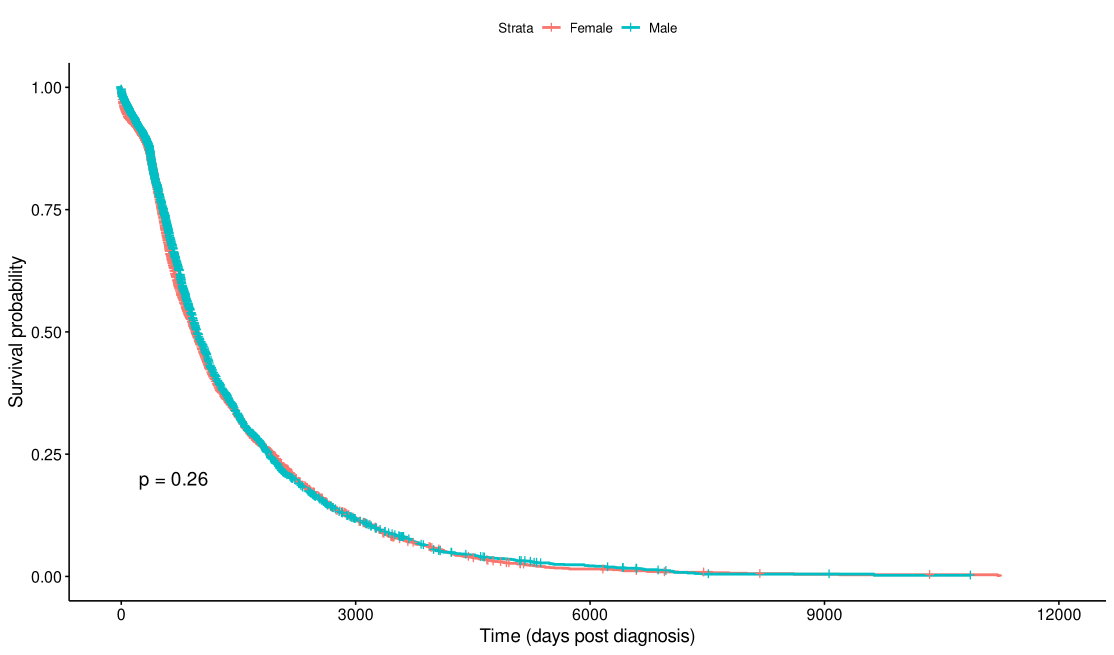 Strata Female Male
Survival probability
1.00
0.75
0.50
0.25
0.00
p = 0.26
0 3000 6000 9000 12000
Time (days post diagnosis)